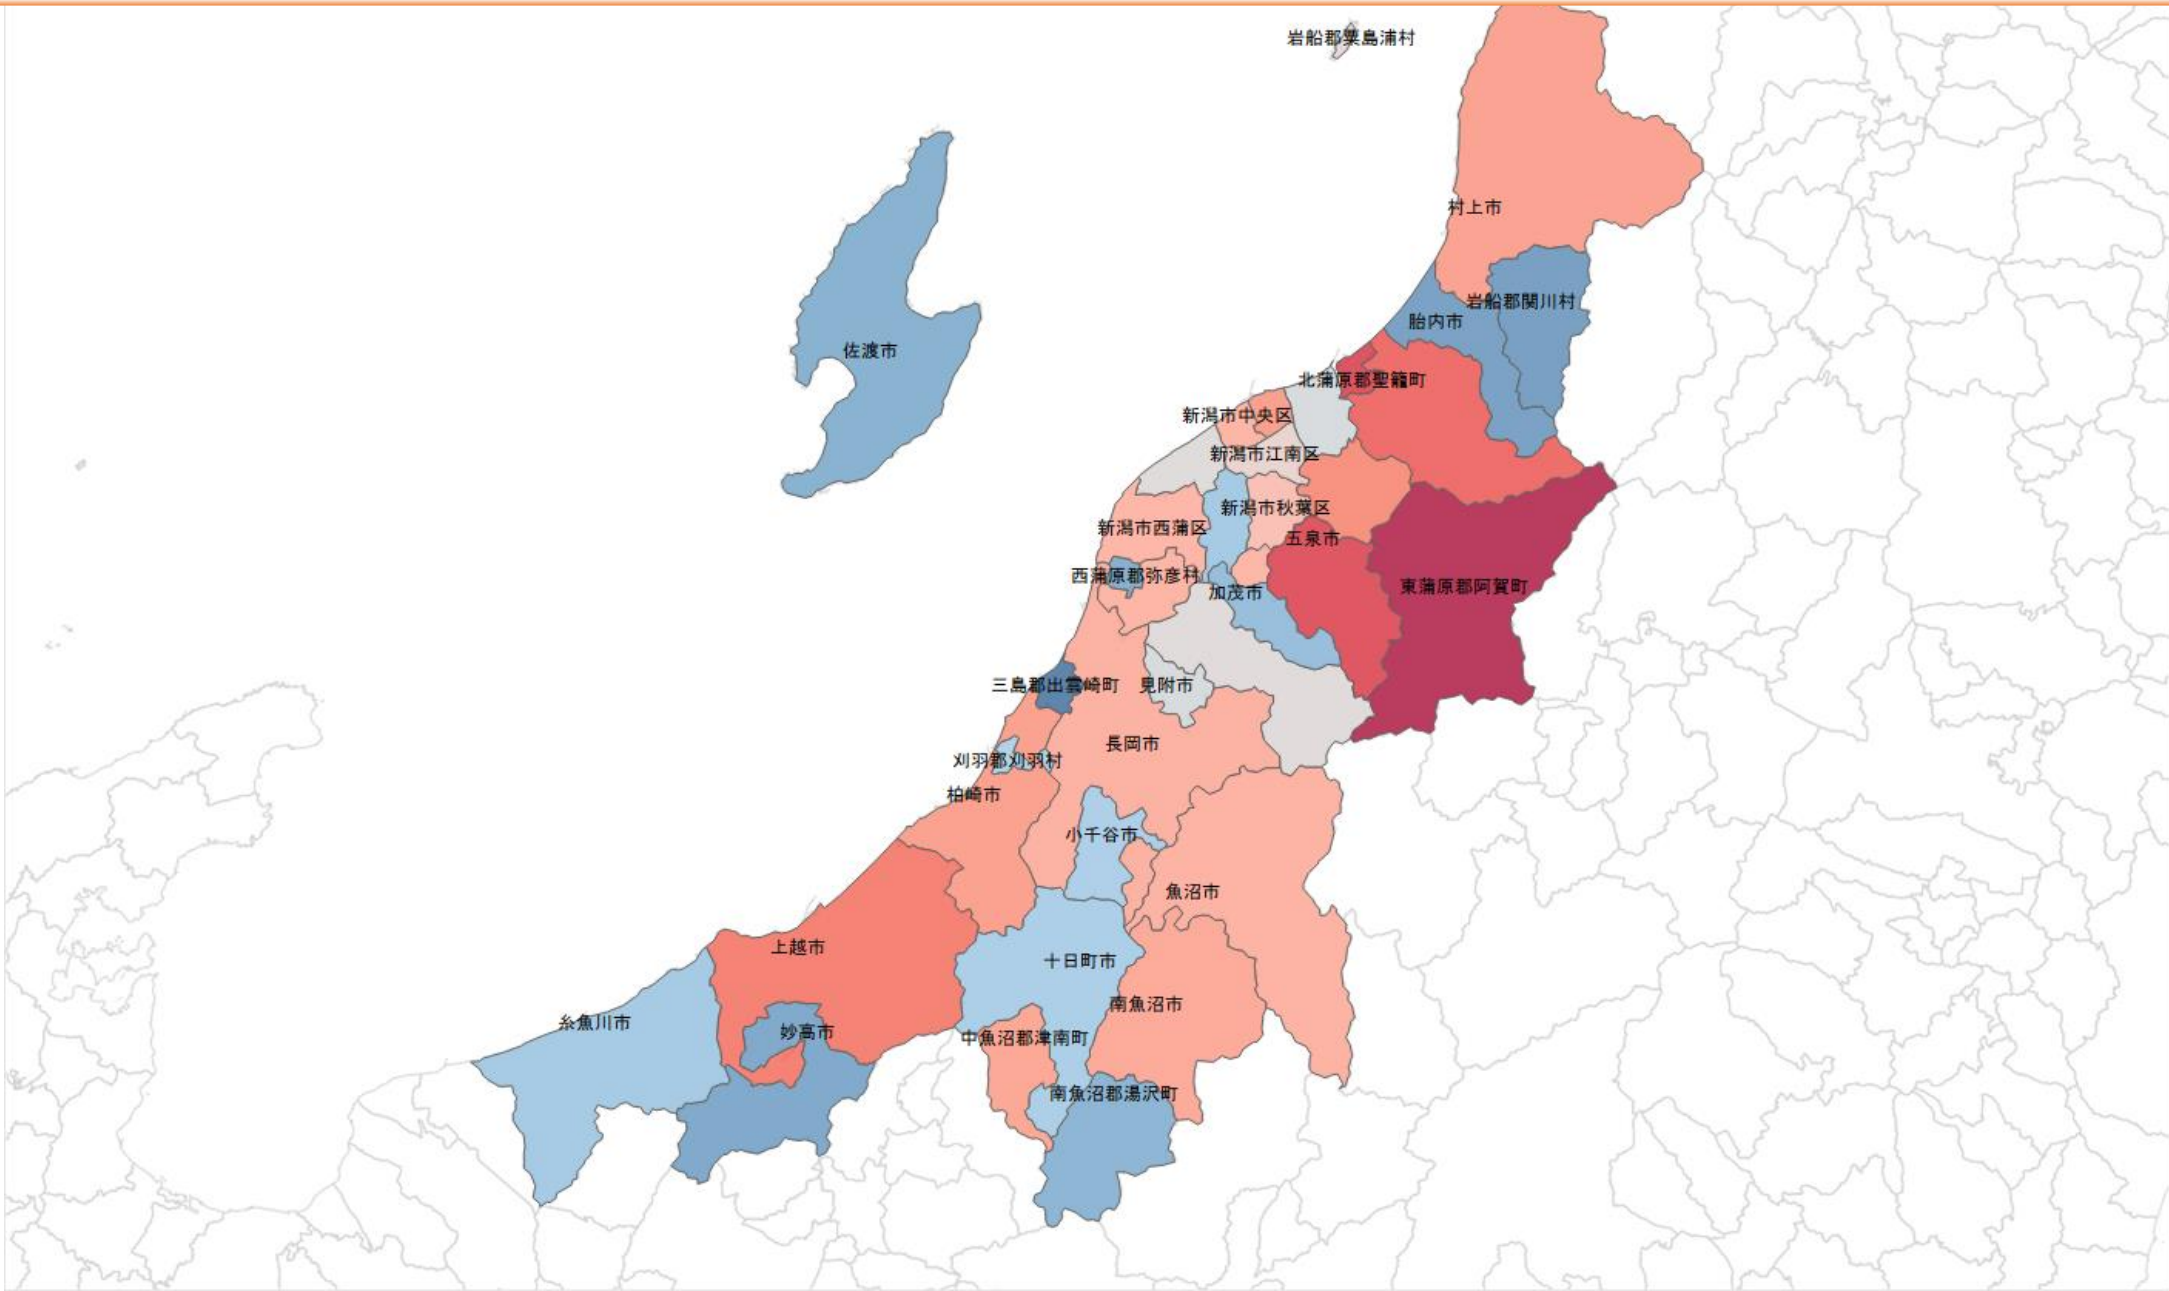 岩船郡粟島浦村
村上市
岩船郡関川村
胎内市
佐渡市
北蒲原郡聖籠町
新潟市中央区
新潟市江南区
新潟市秋葉区
新潟市西蒲区
五泉市
西蒲原郡弥彦村
加茂市
東蒲原郡阿賀町
三島郡出雲崎町
見附市
長岡市
刈羽郡刈羽村
柏崎市
小千谷市
魚沼市
上越市
十日町市
南魚沼市
糸魚川市
妙高市
中魚沼郡津南町
南魚沼郡湯沢町